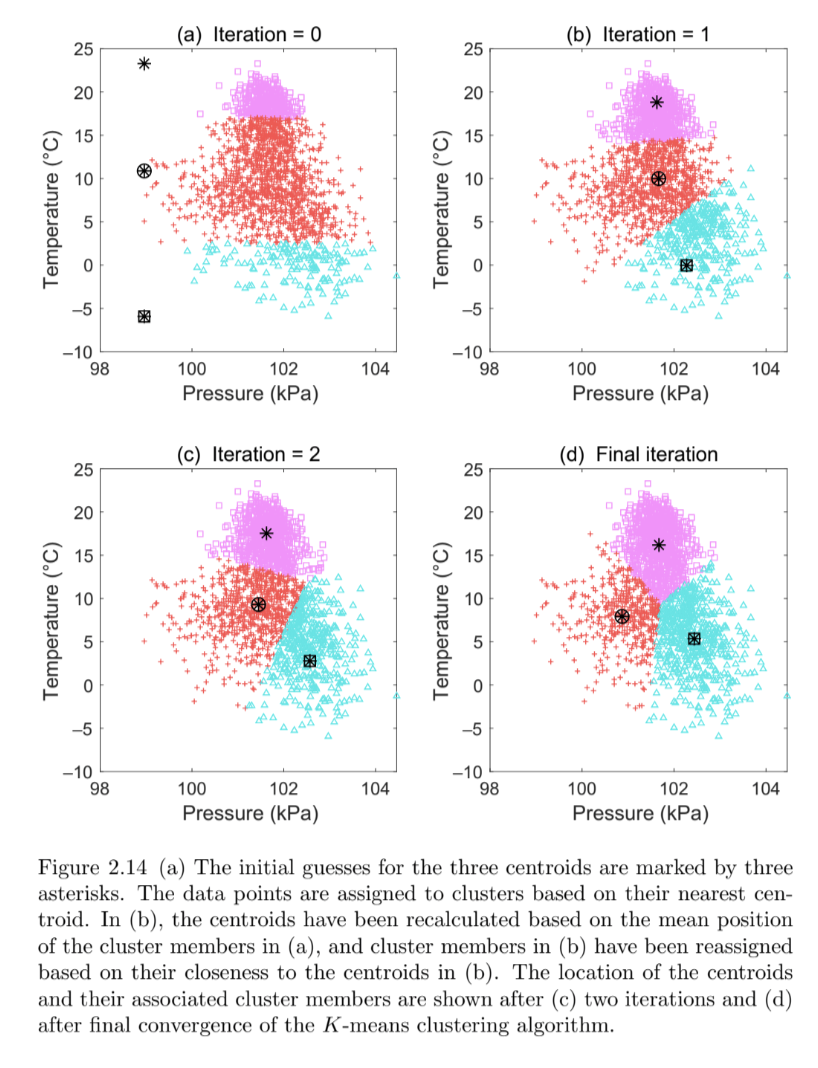 (a) Iteration = 0
25
20
15
10
5
0
−5
−10
98
100
102
104
Temperature (°C)
Pressure (kPa)
(b) Iteration = 1
25
20
15
10
5
0
−5
−10
98
100
102
104
Temperature (°C)
Pressure (kPa)
(c) Iteration = 2
25
20
15
10
5
0
−5
−10
98
100
102
104
Temperature (°C)
Pressure (kPa)
(d) Final iteration
25
20
15
10
5
0
−5
−10
98
100
102
104
Temperature (°C)
Pressure (kPa)
Figure 2.14 (a) The initial guesses for the three centroids are marked by three
asterisks. The data points are assigned to clusters based on their nearest cen-
troid. In (b), the centroids have been recalculated based on the mean position
of the cluster members in (a), and cluster members in (b) have been reassigned
based on their closeness to the centroids in (b). The location of the centroids
and their associated cluster members are shown after (c) two iterations and (d)
after final convergence of the K-means clustering algorithm.